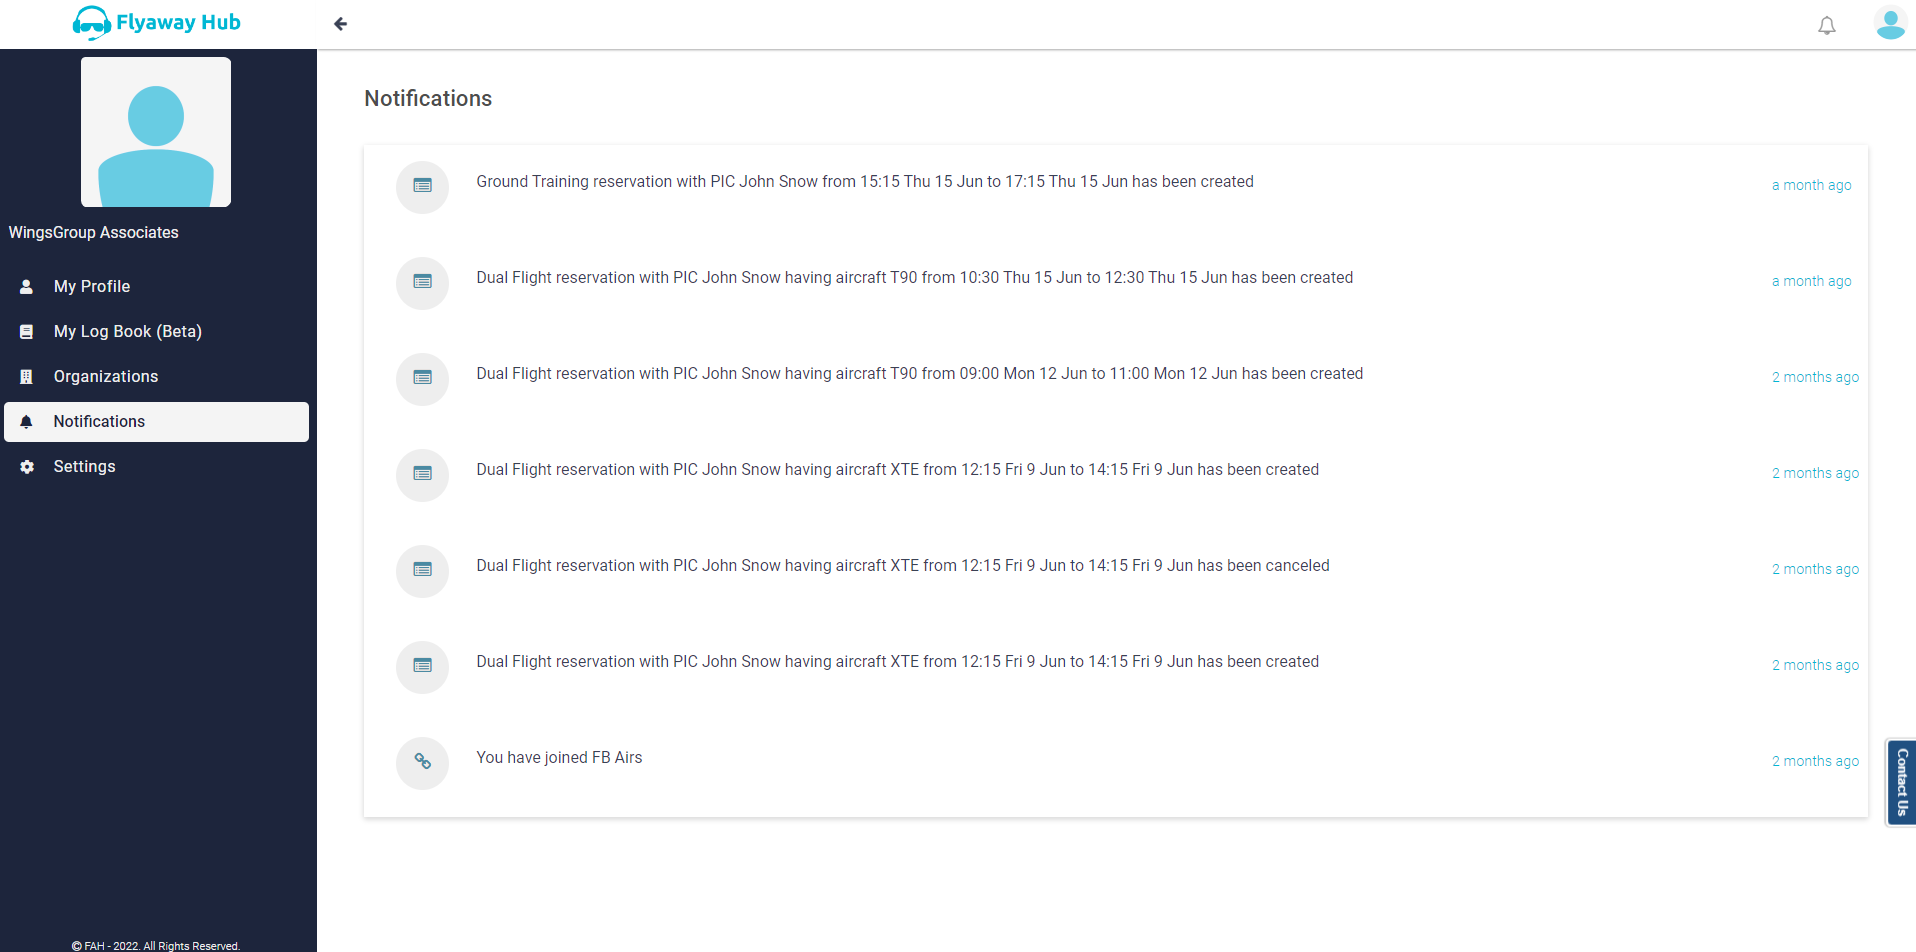 Flyaway Hub
WingsGroup Associates
My Profile
My Log Book (Beta)
Organizations
Notifications
Settings
© FAH - 2022. All Rights Reserved.
Notifications
Ground Training reservation with PIC John Snow from 15:15 Thu 15 Jun to 17:15 Thu 15 Jun has been created
a month ago
Dual Flight reservation with PIC John Snow having aircraft T90 from 10:30 Thu 15 Jun to 12:30 Thu 15 Jun has been created
a month ago
Dual Flight reservation with PIC John Snow having aircraft T90 from 09:00 Mon 12 Jun to 11:00 Mon 12 Jun has been created
2 months ago
Dual Flight reservation with PIC John Snow having aircraft XTE from 12:15 Fri 9 Jun to 14:15 Fri 9 Jun has been created
2 months ago
Dual Flight reservation with PIC John Snow having aircraft XTE from 12:15 Fri 9 Jun to 14:15 Fri 9 Jun has been canceled
2 months ago
Dual Flight reservation with PIC John Snow having aircraft XTE from 12:15 Fri 9 Jun to 14:15 Fri 9 Jun has been created
2 months ago
You have joined FB Airs
2 months ago
Contact Us